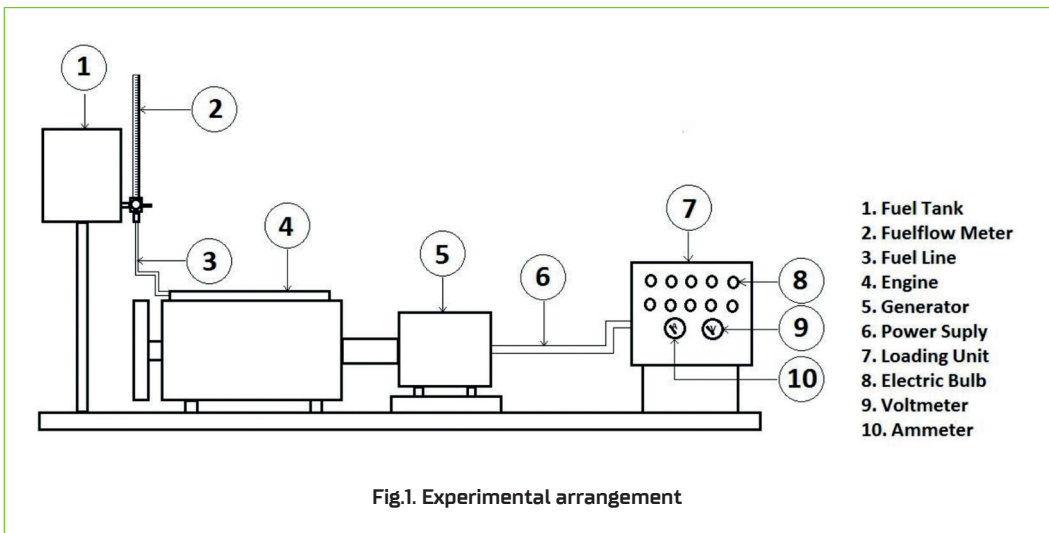 1
2
3
4
5
6
7
8
9
10
A
V
1. Fuel Tank
2. Fuelflow Meter
3. Fuel Line
4. Engine
5. Generator
6. Power Suply
7. Loading Unit
8. Electric Bulb
9. Voltmeter
10. Ammeter
Fig.1. Experimental arrangement